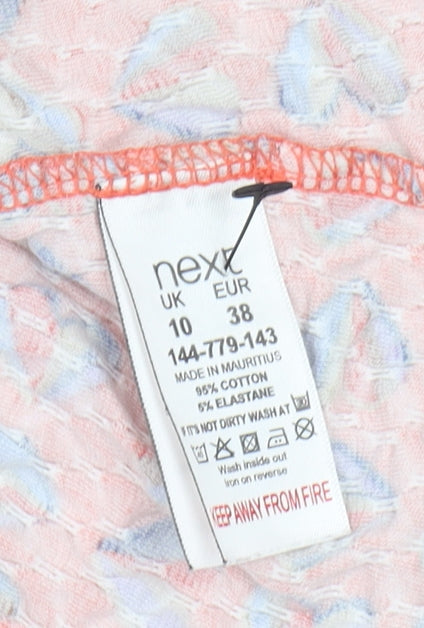 next
UK EUR
10 38
144-779-143
MADE IN MAURITIUS
95% COTTON
5% ELASTANE
IF IT'S NOT DIRTY WASH AT
Wash inside out
iron on reverse
KEEP AWAY FROM FIRE